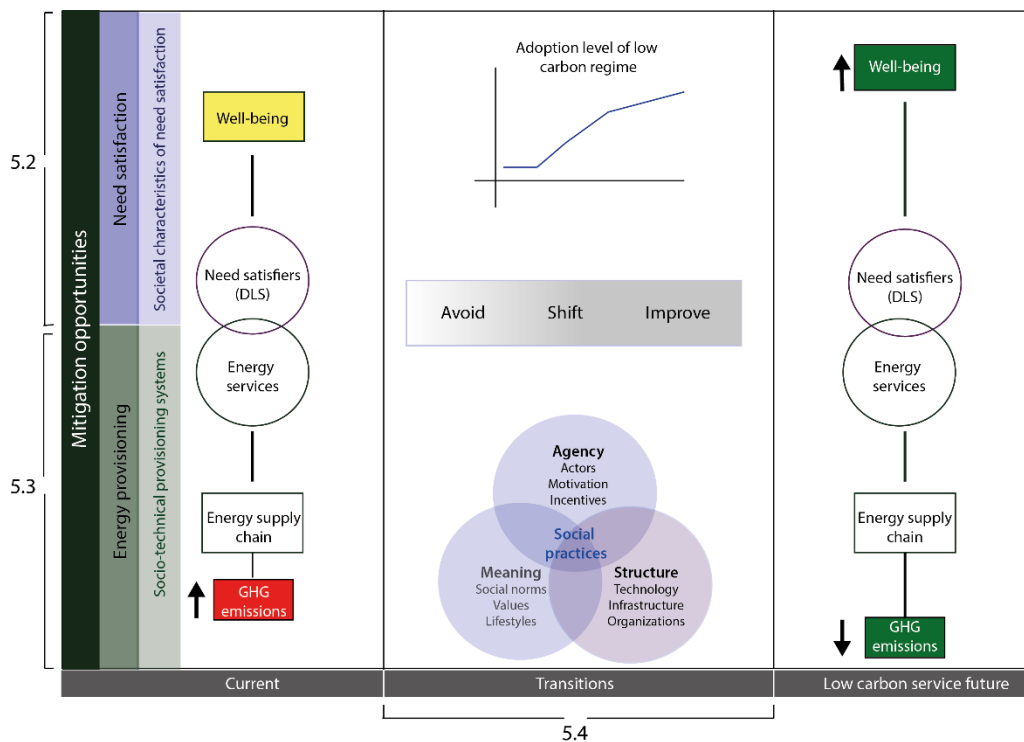 5.2
5.3
Mitigation opportunities
Need satisfaction
Energy provisioning
Societal characteristics of need satisfaction
Socio-technical provisioning systems
Well-being
Need satisfiers
(DLS)
Energy
services
Energy supply
chain
GHG
emissions
Current
Adoption level of low
carbon regime
Avoid Shift Improve
Agency
Actors
Motivation
Incentives
Social
practices
Meaning
Social norms
Values
Lifestyles
Structure
Technology
Infrastructure
Organizations
Transitions
5.4
Well-being
Need satisfiers
(DLS)
Energy
services
Energy supply
chain
GHG
emissions
Low carbon service future